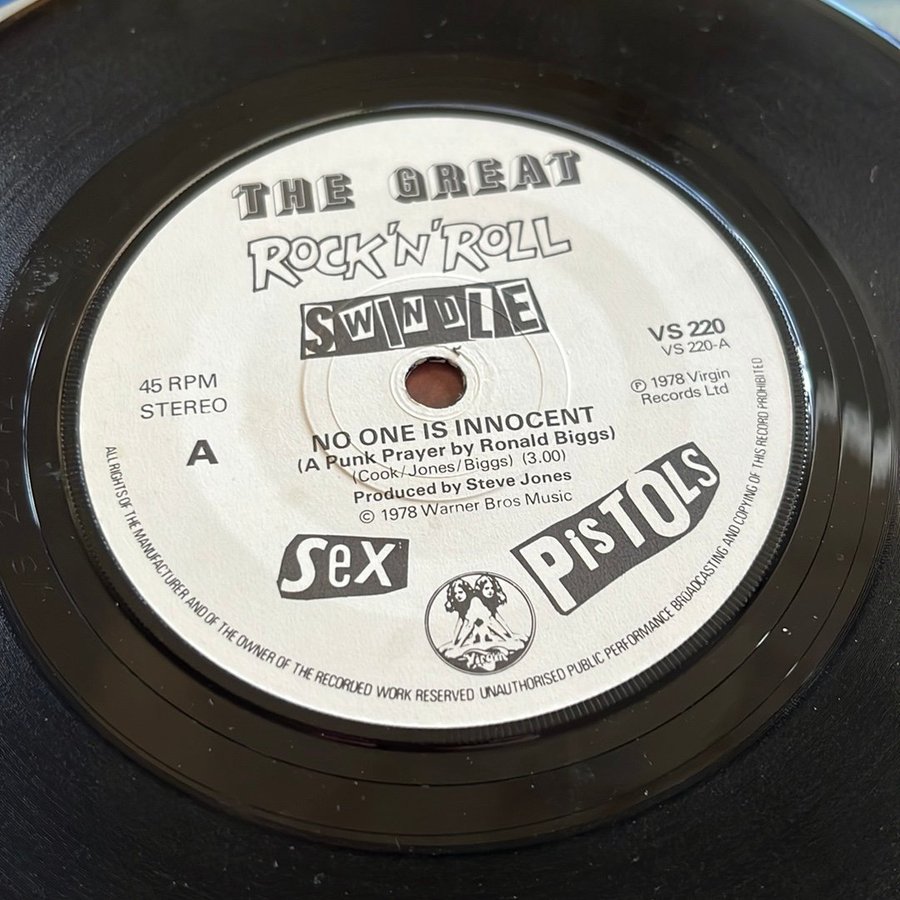 THE GREAT
ROCK'N'ROLL
SWINDLE
45 RPM
STEREO
A
VS 220
VS 220-A
℗ 1978 Virgin
Records Ltd
NO ONE IS INNOCENT
(A Punk Prayer by Ronald Biggs)
(Cook/Jones/Biggs) (3.00)
Produced by Steve Jones
© 1978 Warner Bros Music
Sex
PiSTOLS
Virgin
ALL RIGHTS OF THE MANUFACTURER AND OF THE OWNER OF THE RECORDED WORK RESERVED UNAUTHORISED PUBLIC PERFORMANCE BROADCASTING AND COPYING OF THIS RECORD PROHIBITED